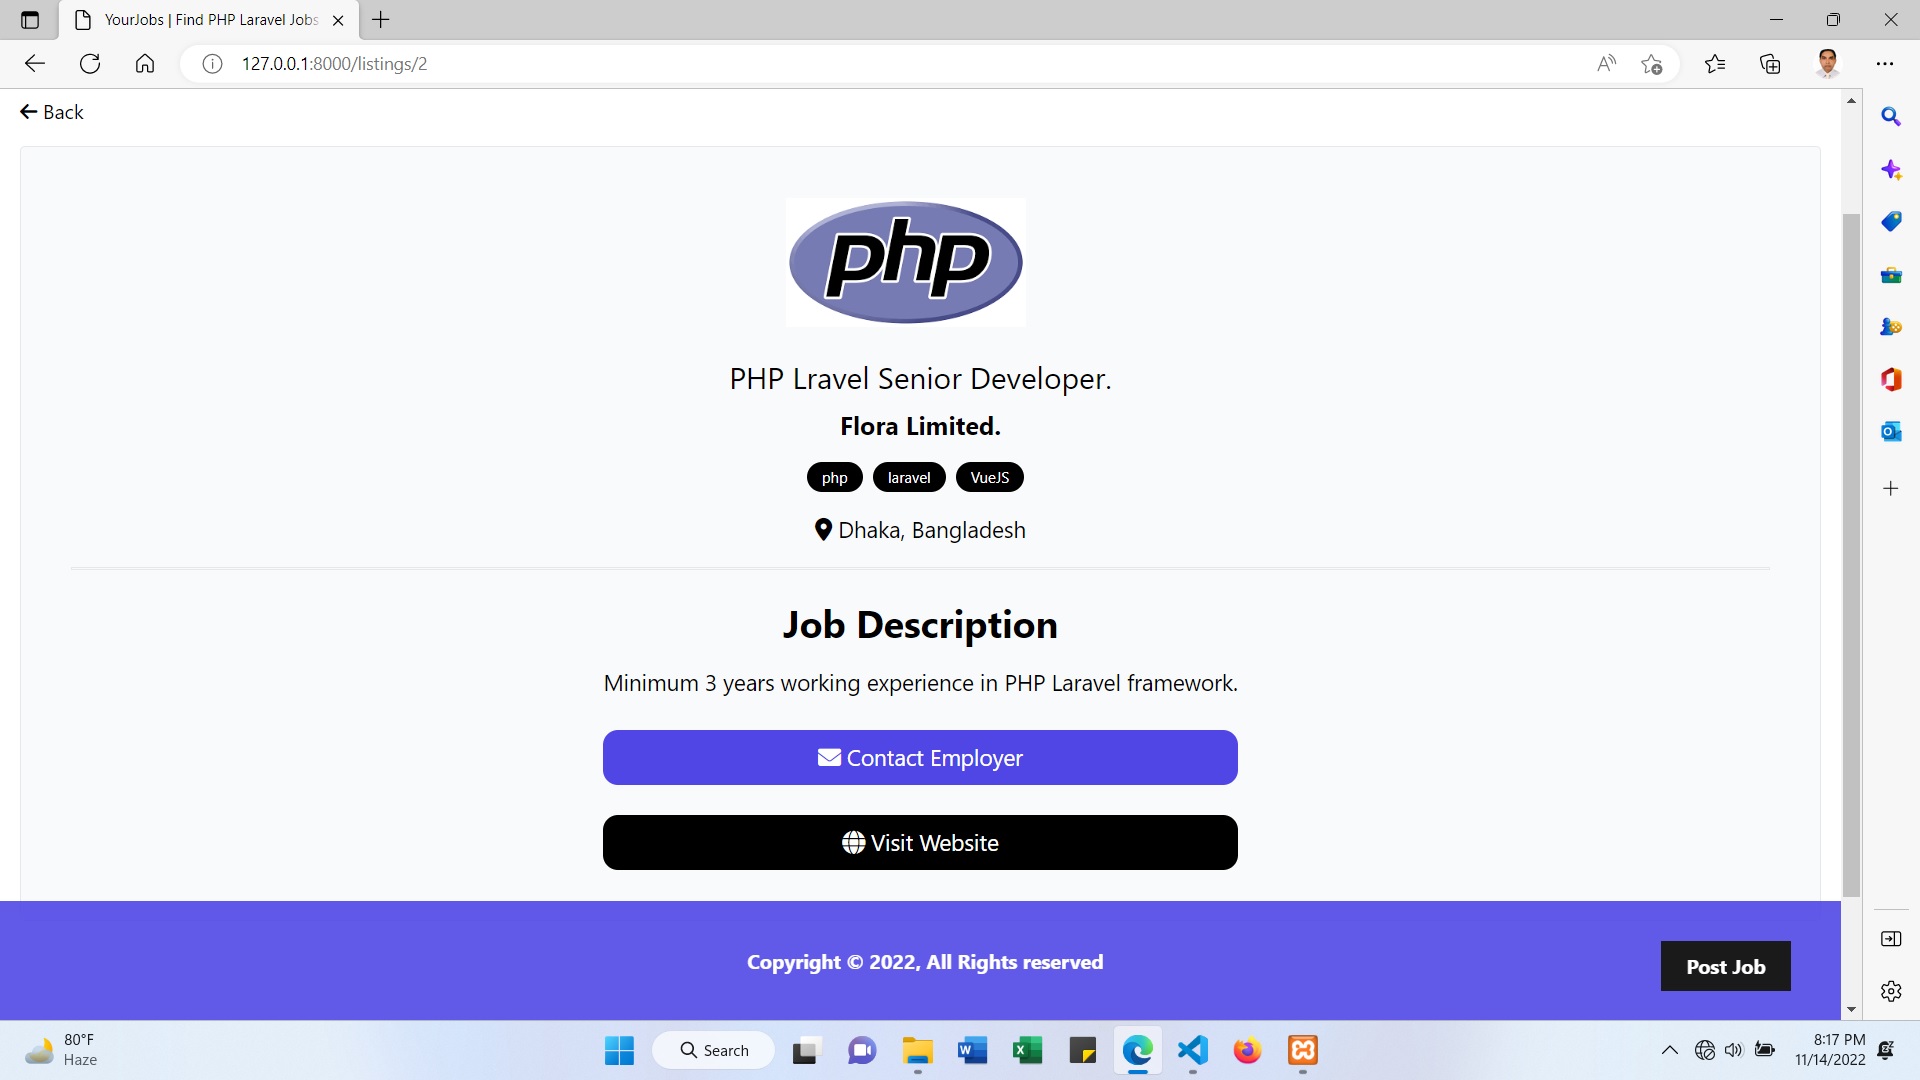 YourJobs | Find PHP Laravel Jobs
127.0.0.1:8000/listings/2
Back
php
PHP Lravel Senior Developer.
Flora Limited.
php laravel VueJS
Dhaka, Bangladesh
Job Description
Minimum 3 years working experience in PHP Laravel framework.
Contact Employer
Visit Website
Copyright © 2022, All Rights reserved
Post Job
80°F
Haze
Search
8:17 PM
11/14/2022